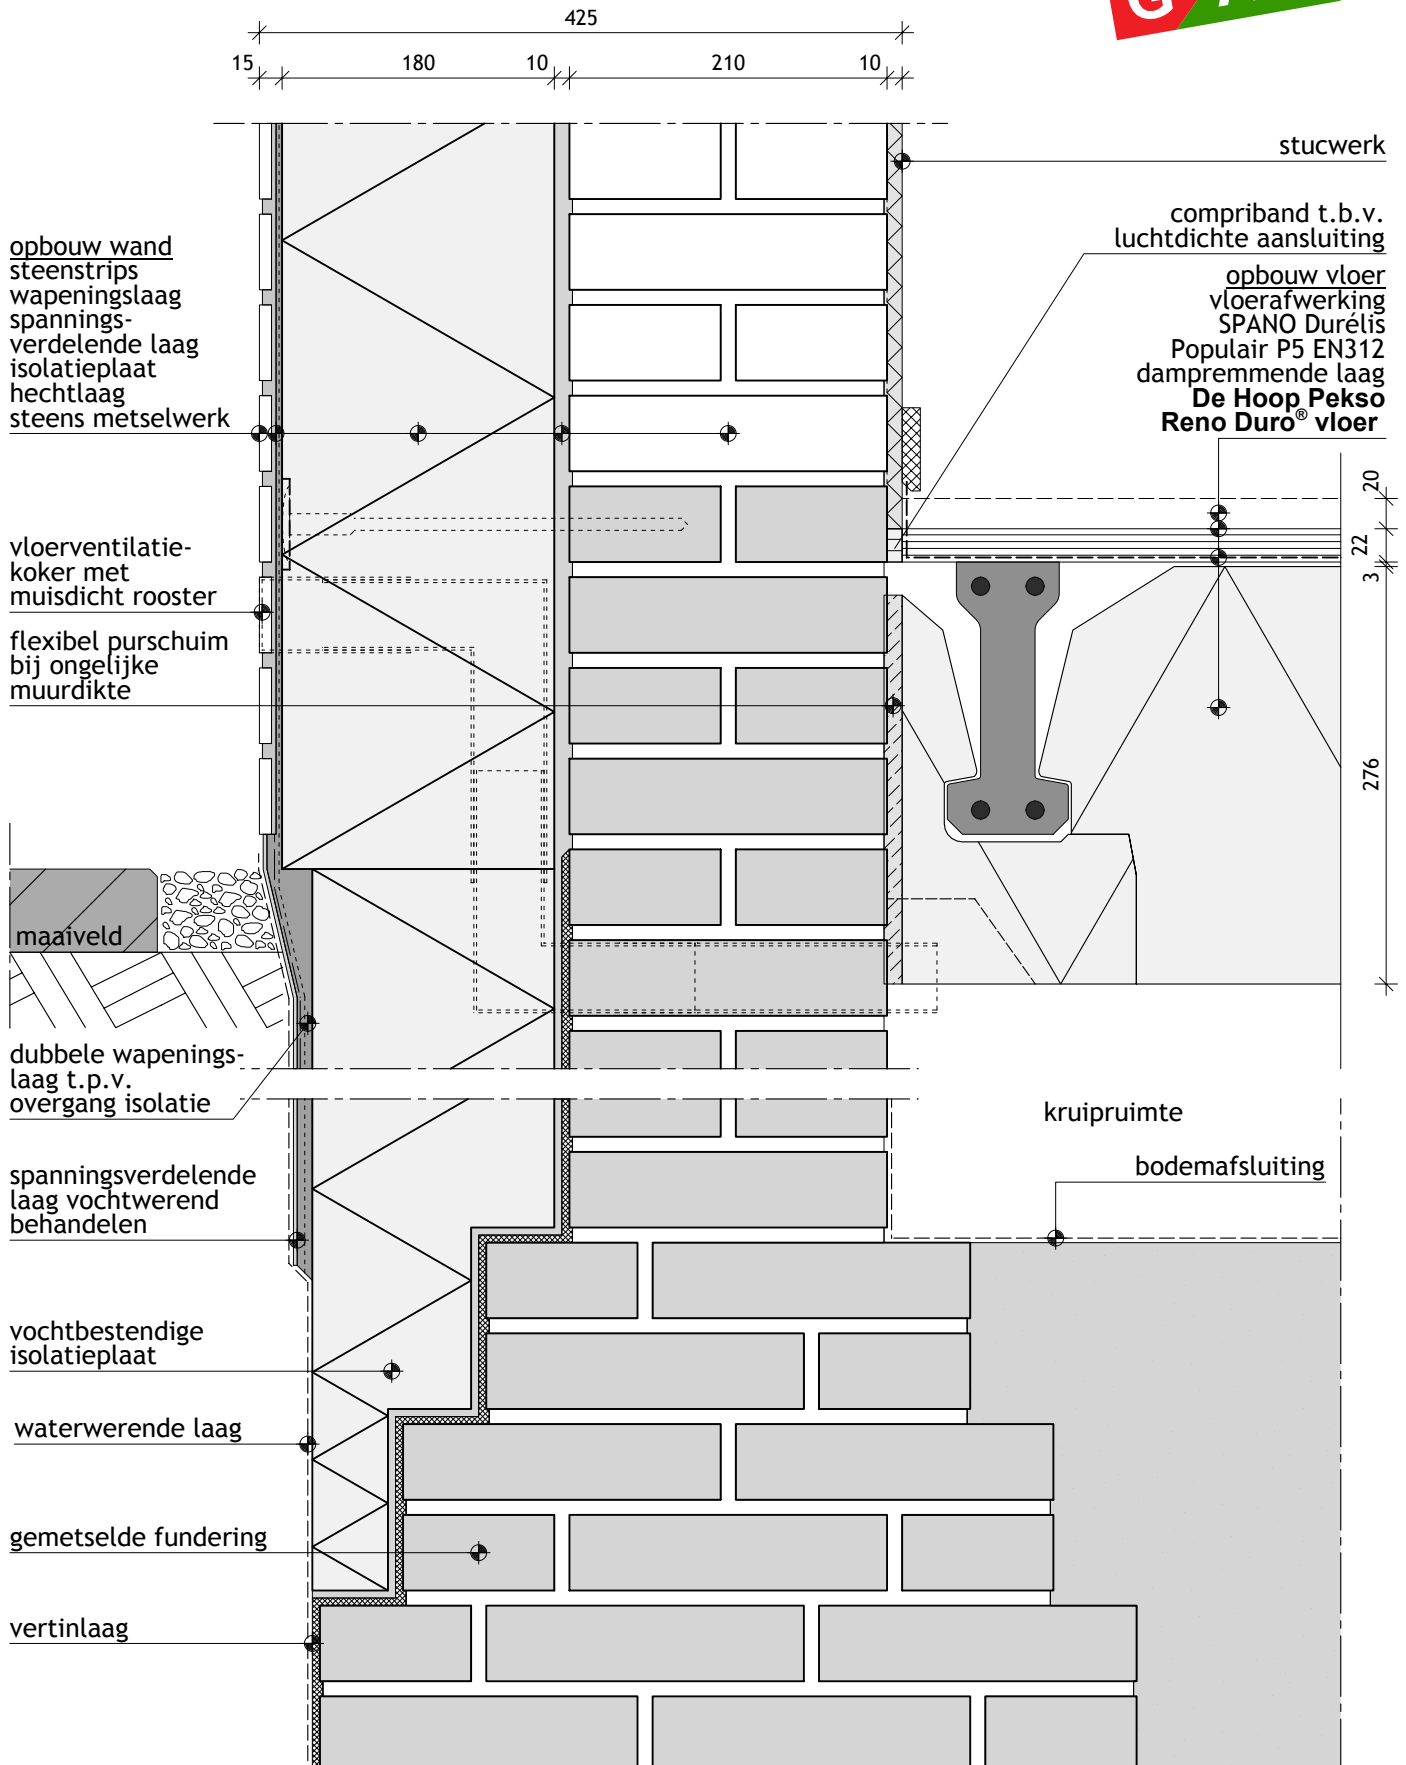 425
15
180
10
210
10
G
stucwerk
compriband t.b.v.
luchtdichte aansluiting
opbouw wand
steenstrips
wapeningslaag
spannings-
verdelende laag
isolatieplaat
hechtlaag
steens metselwerk
opbouw vloer
vloerafwerking
SPANO Durélis
Populair P5 EN312
dampremmende laag
De Hoop Pekso
Reno Duro® vloer
20
22
3
276
vloerventilatie-
koker met
muisdicht rooster
flexibel purschuim
bij ongelijke
muurdikte
maaiveld
dubbele wapenings-
laag t.p.v.
overgang isolatie
kruipruimte
bodemafsluiting
spanningsverdelende
laag vochtwerend
behandelen
vochtbestendige
isolatieplaat
waterwerende laag
gemetselde fundering
vertinlaag